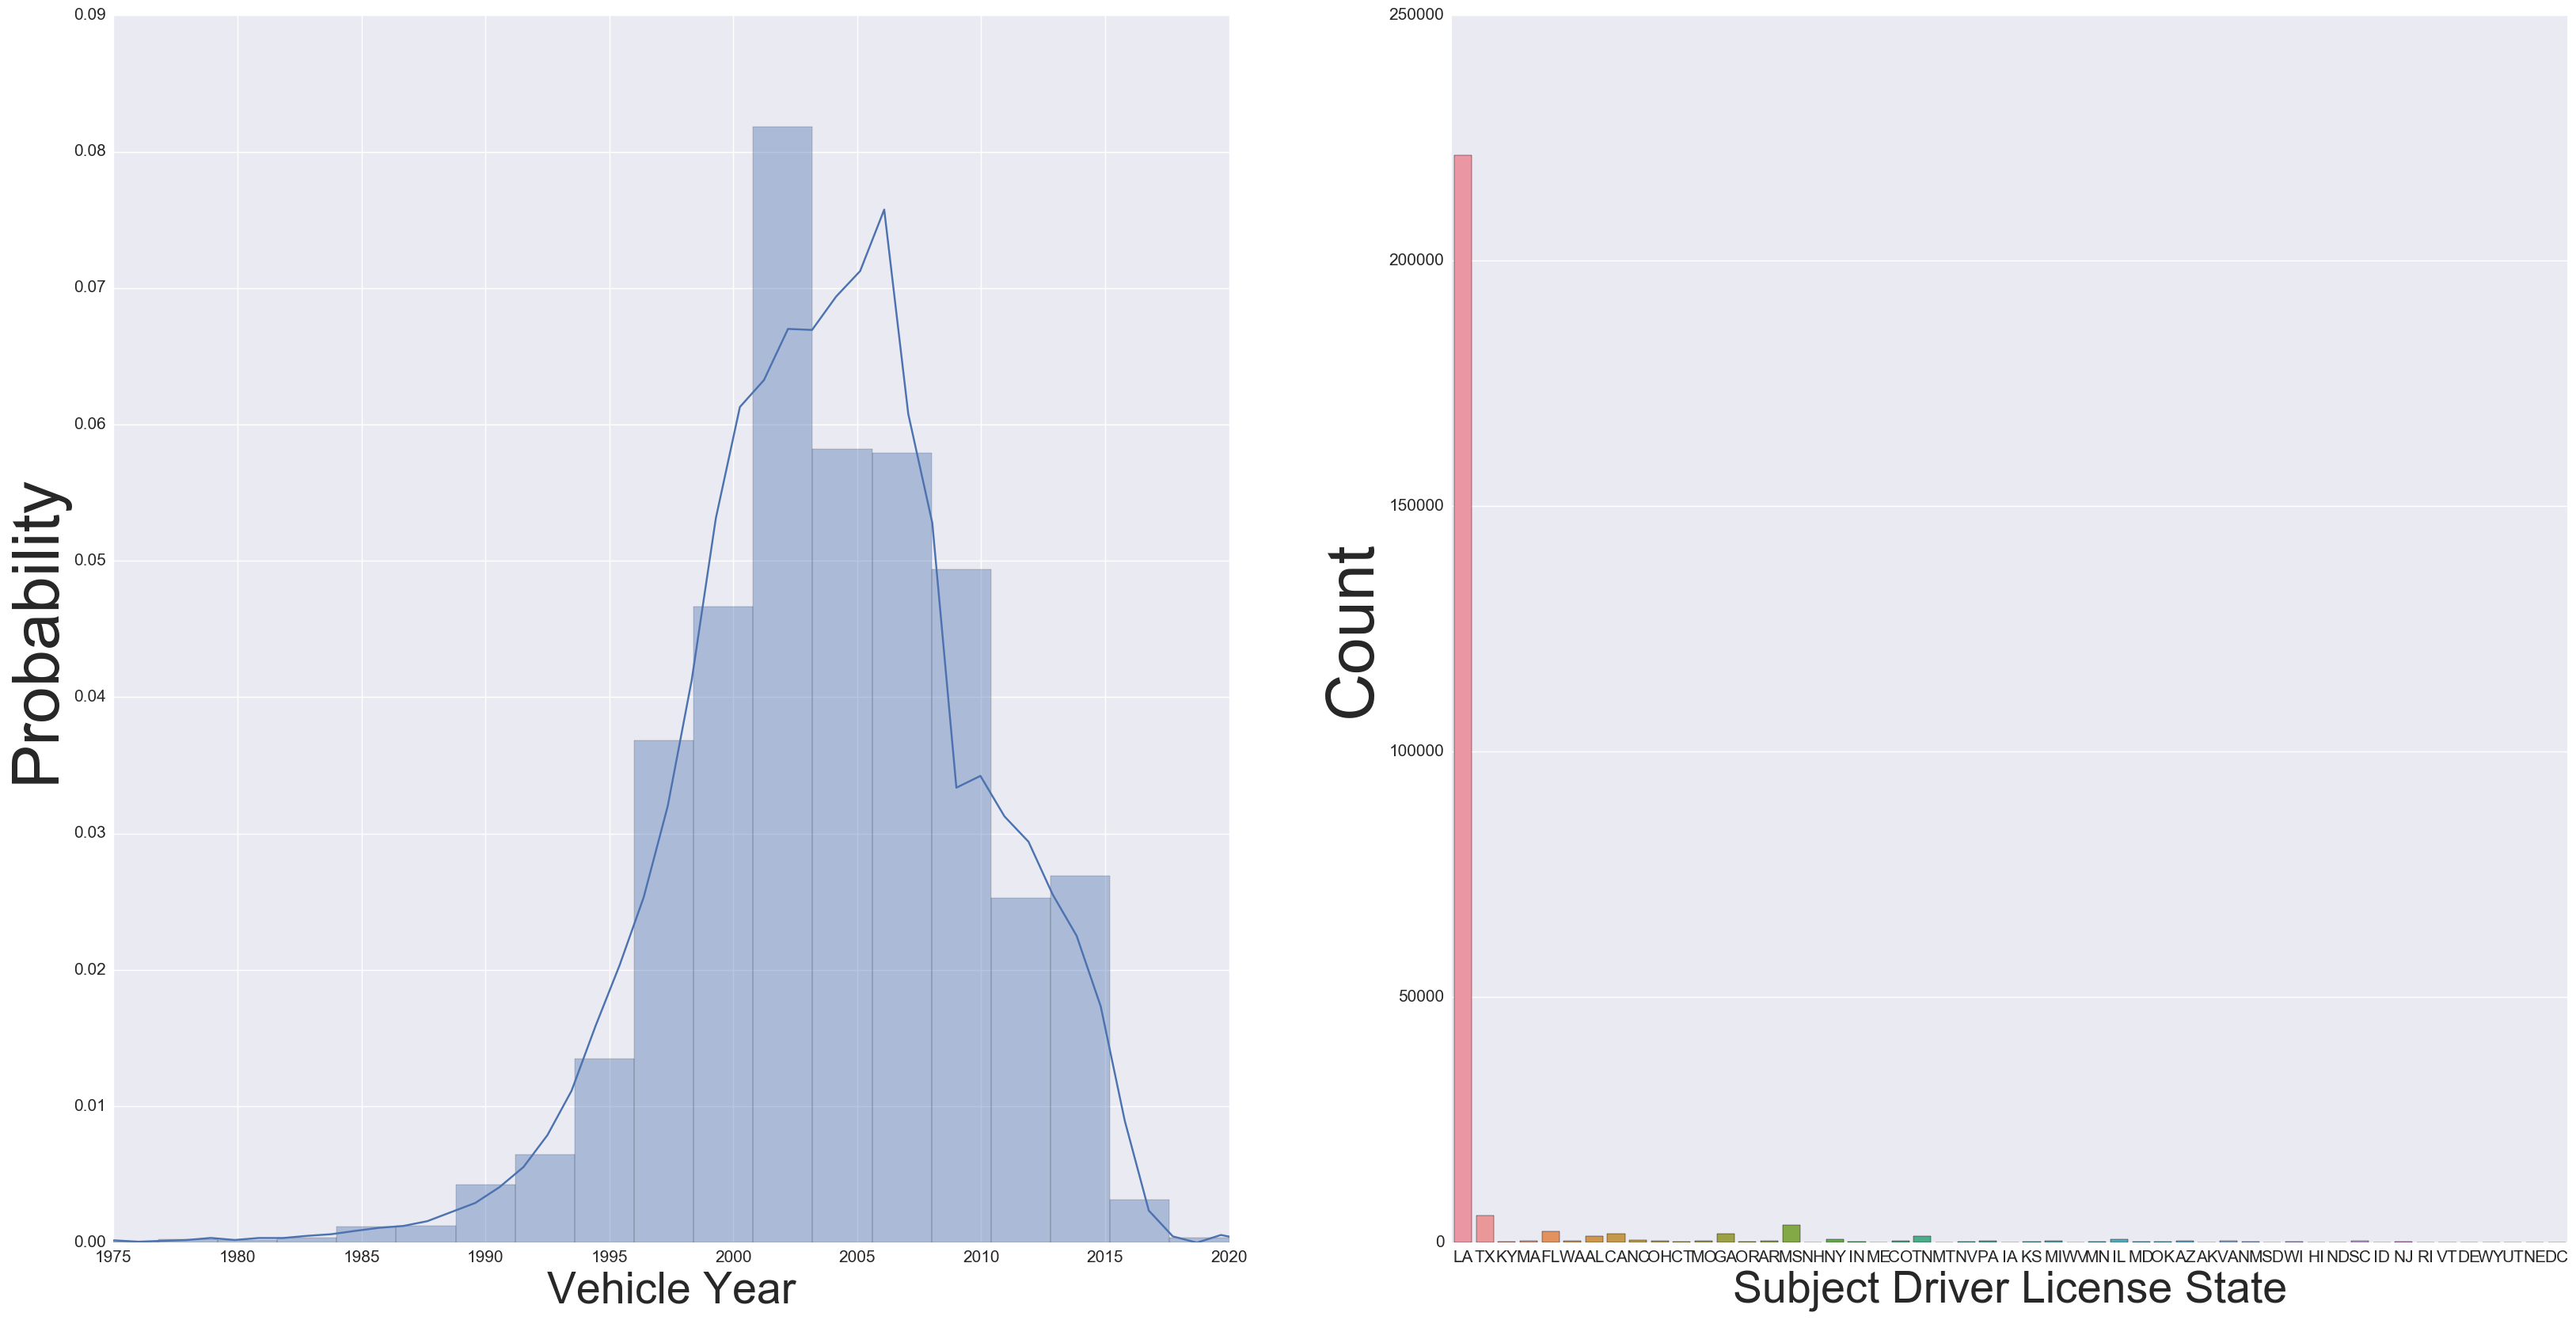 0.09
0.08
0.07
0.06
0.05
0.04
0.03
0.02
0.01
0.00
Probability
1975 1980 1985 1990 1995 2000 2005 2010 2015 2020
Vehicle Year
250000
200000
150000
100000
50000
0
Count
LA TX KY MA FL WA AL CA NC OH CT MO GA OR AR MS NH NY IN ME CO TN MT NV PA IA KS MI WV MN IL MD OK AZ AK VA NM SD WI HI ND SC ID NJ RI VT DE WY UT NE DC
Subject Driver License State